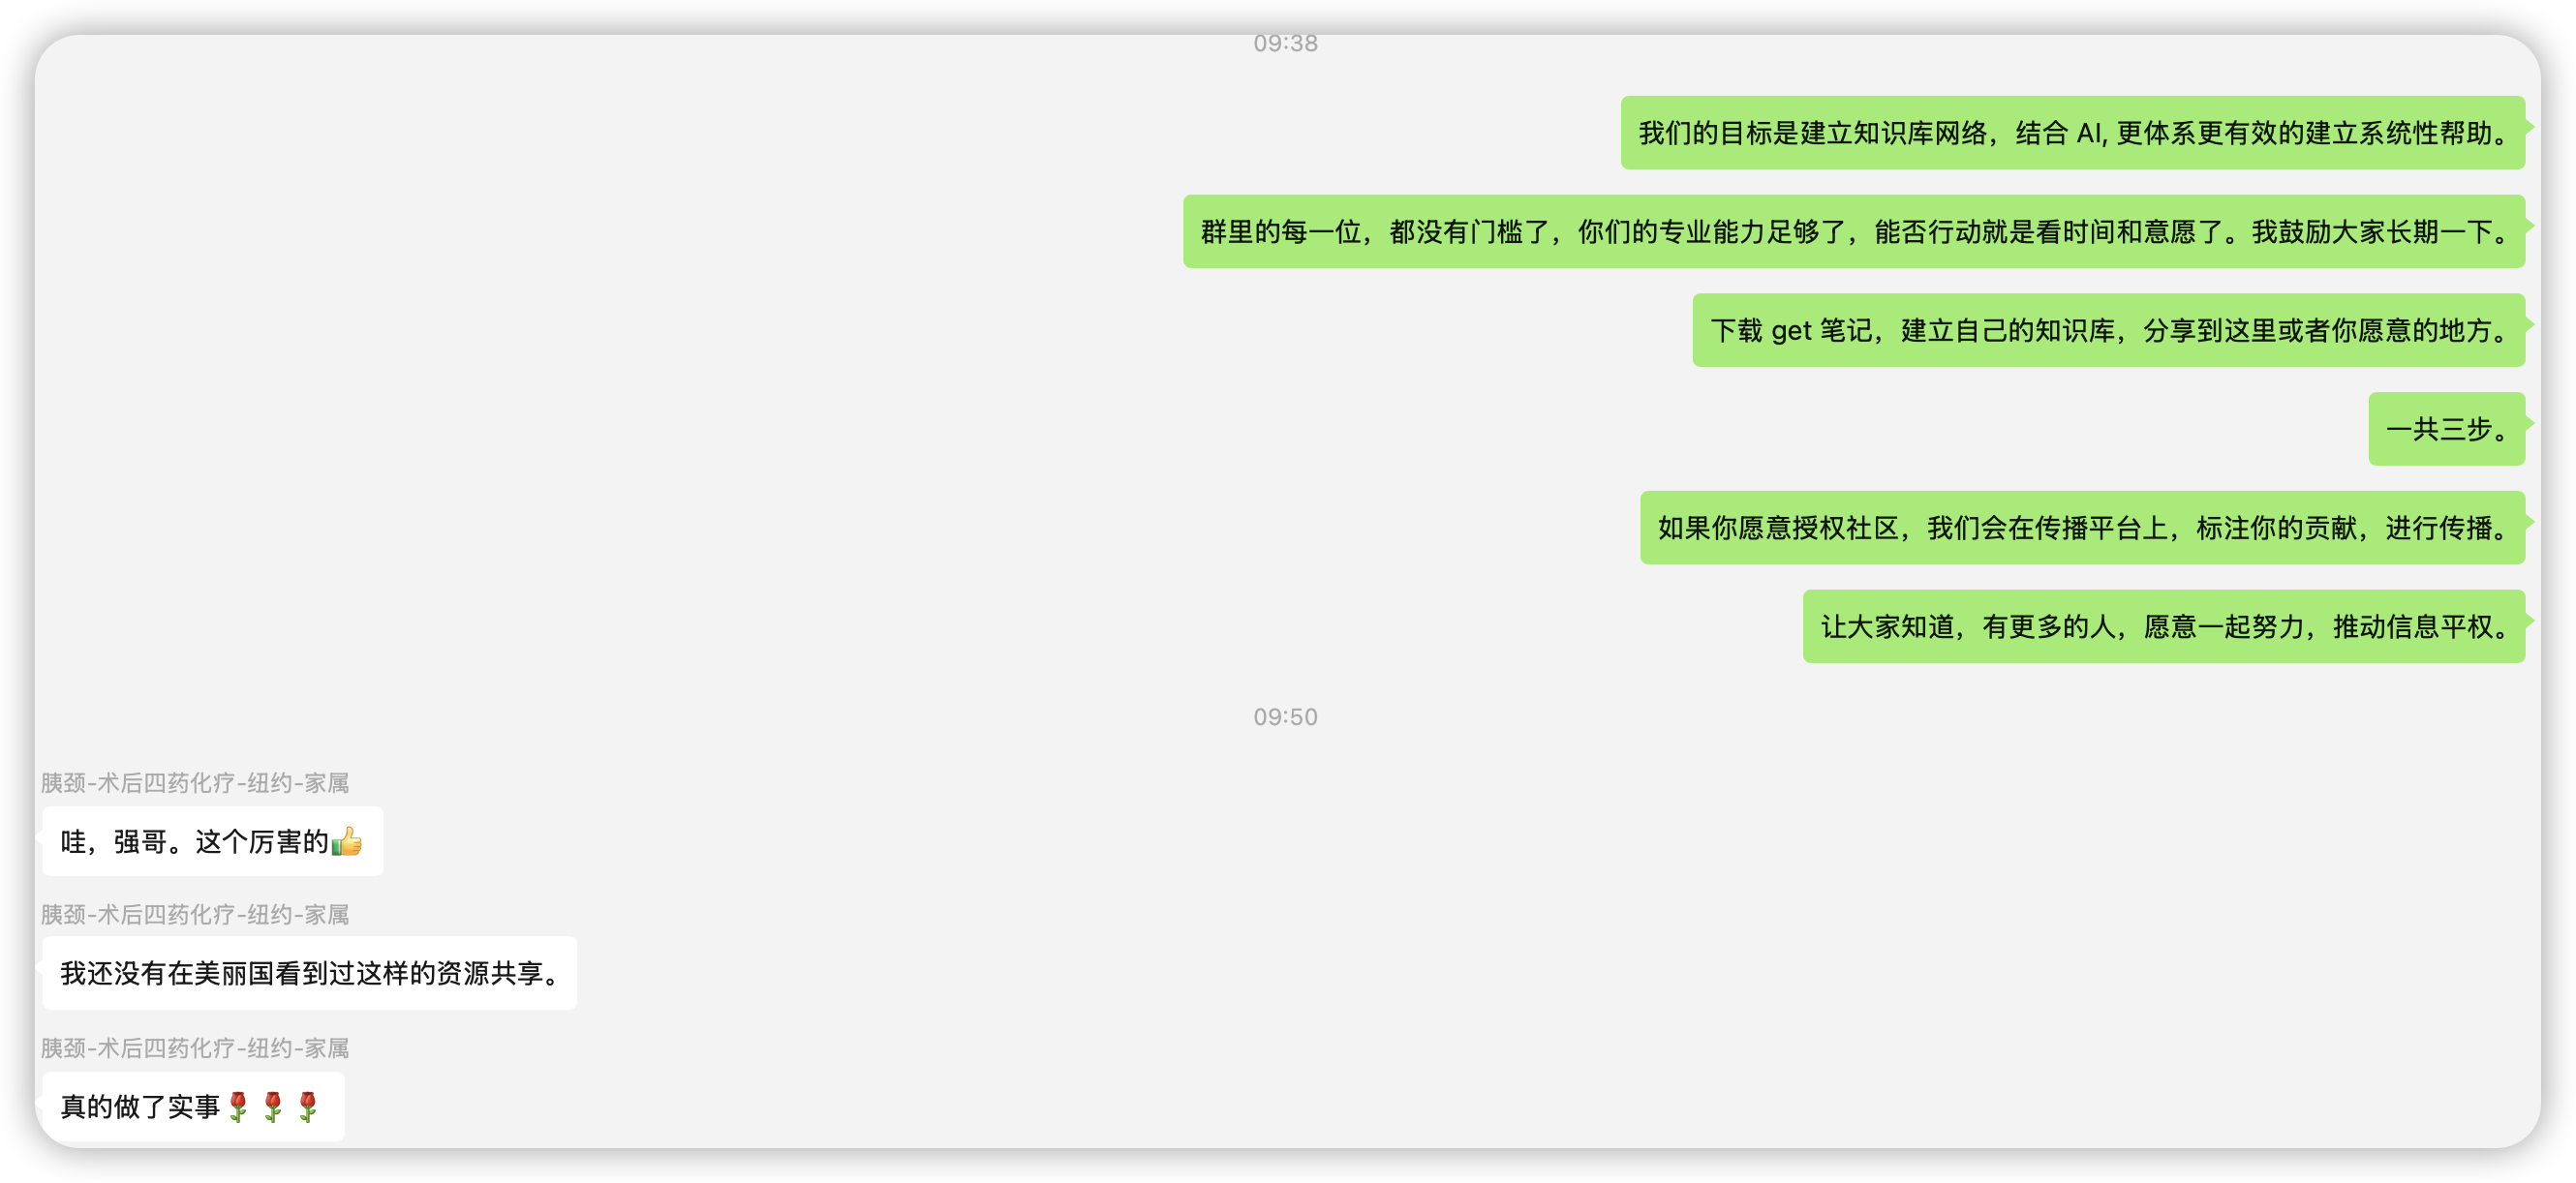 09:38
我们的目标是建立知识库网络，结合 AI, 更体系更有效的建立系统性帮助。
群里的每一位，都没有门槛了，你们的专业能力足够了，能否行动就是看时间和意愿了。我鼓励大家长期一下。
下载 get 笔记，建立自己的知识库，分享到这里或者你愿意的地方。
一共三步。
如果你愿意授权社区，我们会在传播平台上，标注你的贡献，进行传播。
让大家知道，有更多的人，愿意一起努力，推动信息平权。
09:50
胰颈-术后四药化疗-纽约-家属
哇，强哥。这个厉害的👍
胰颈-术后四药化疗-纽约-家属
我还没有在美丽国看到过这样的资源共享。
胰颈-术后四药化疗-纽约-家属
真的做了实事🌹🌹🌹